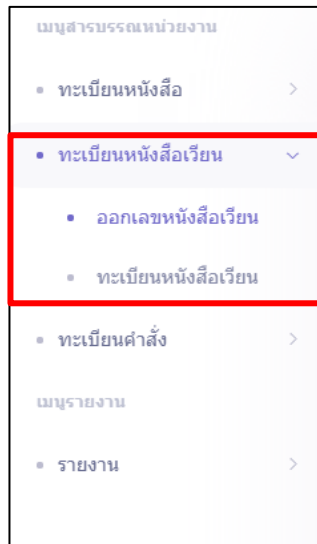 เมนูสารบรรณหน่วยงาน
ทะเบียนหนังสือ
ทะเบียนหนังสือเวียน
ออกเลขหนังสือเวียน
ทะเบียนหนังสือเวียน
ทะเบียนคำสั่ง
เมนูรายงาน
รายงาน